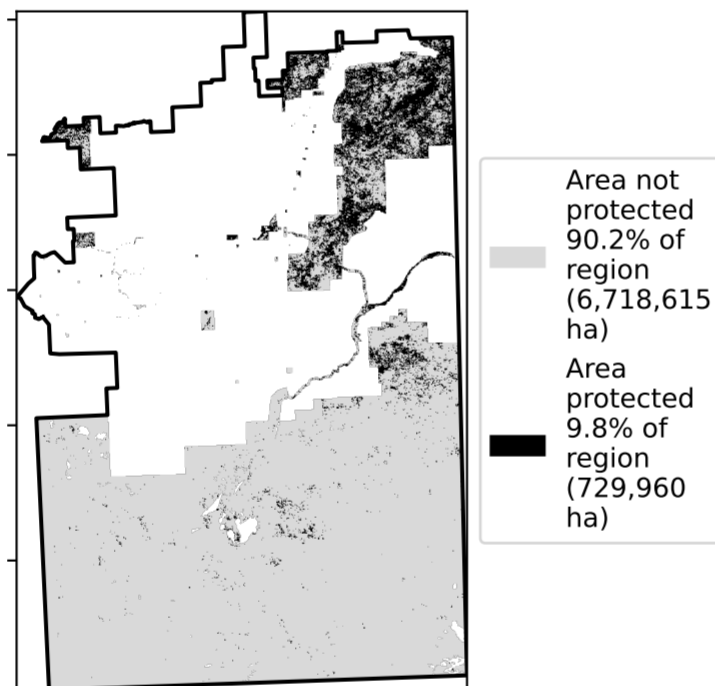 Area not
protected
90.2% of
region
(6,718,615
ha)
Area
protected
9.8% of
region
(729,960
ha)